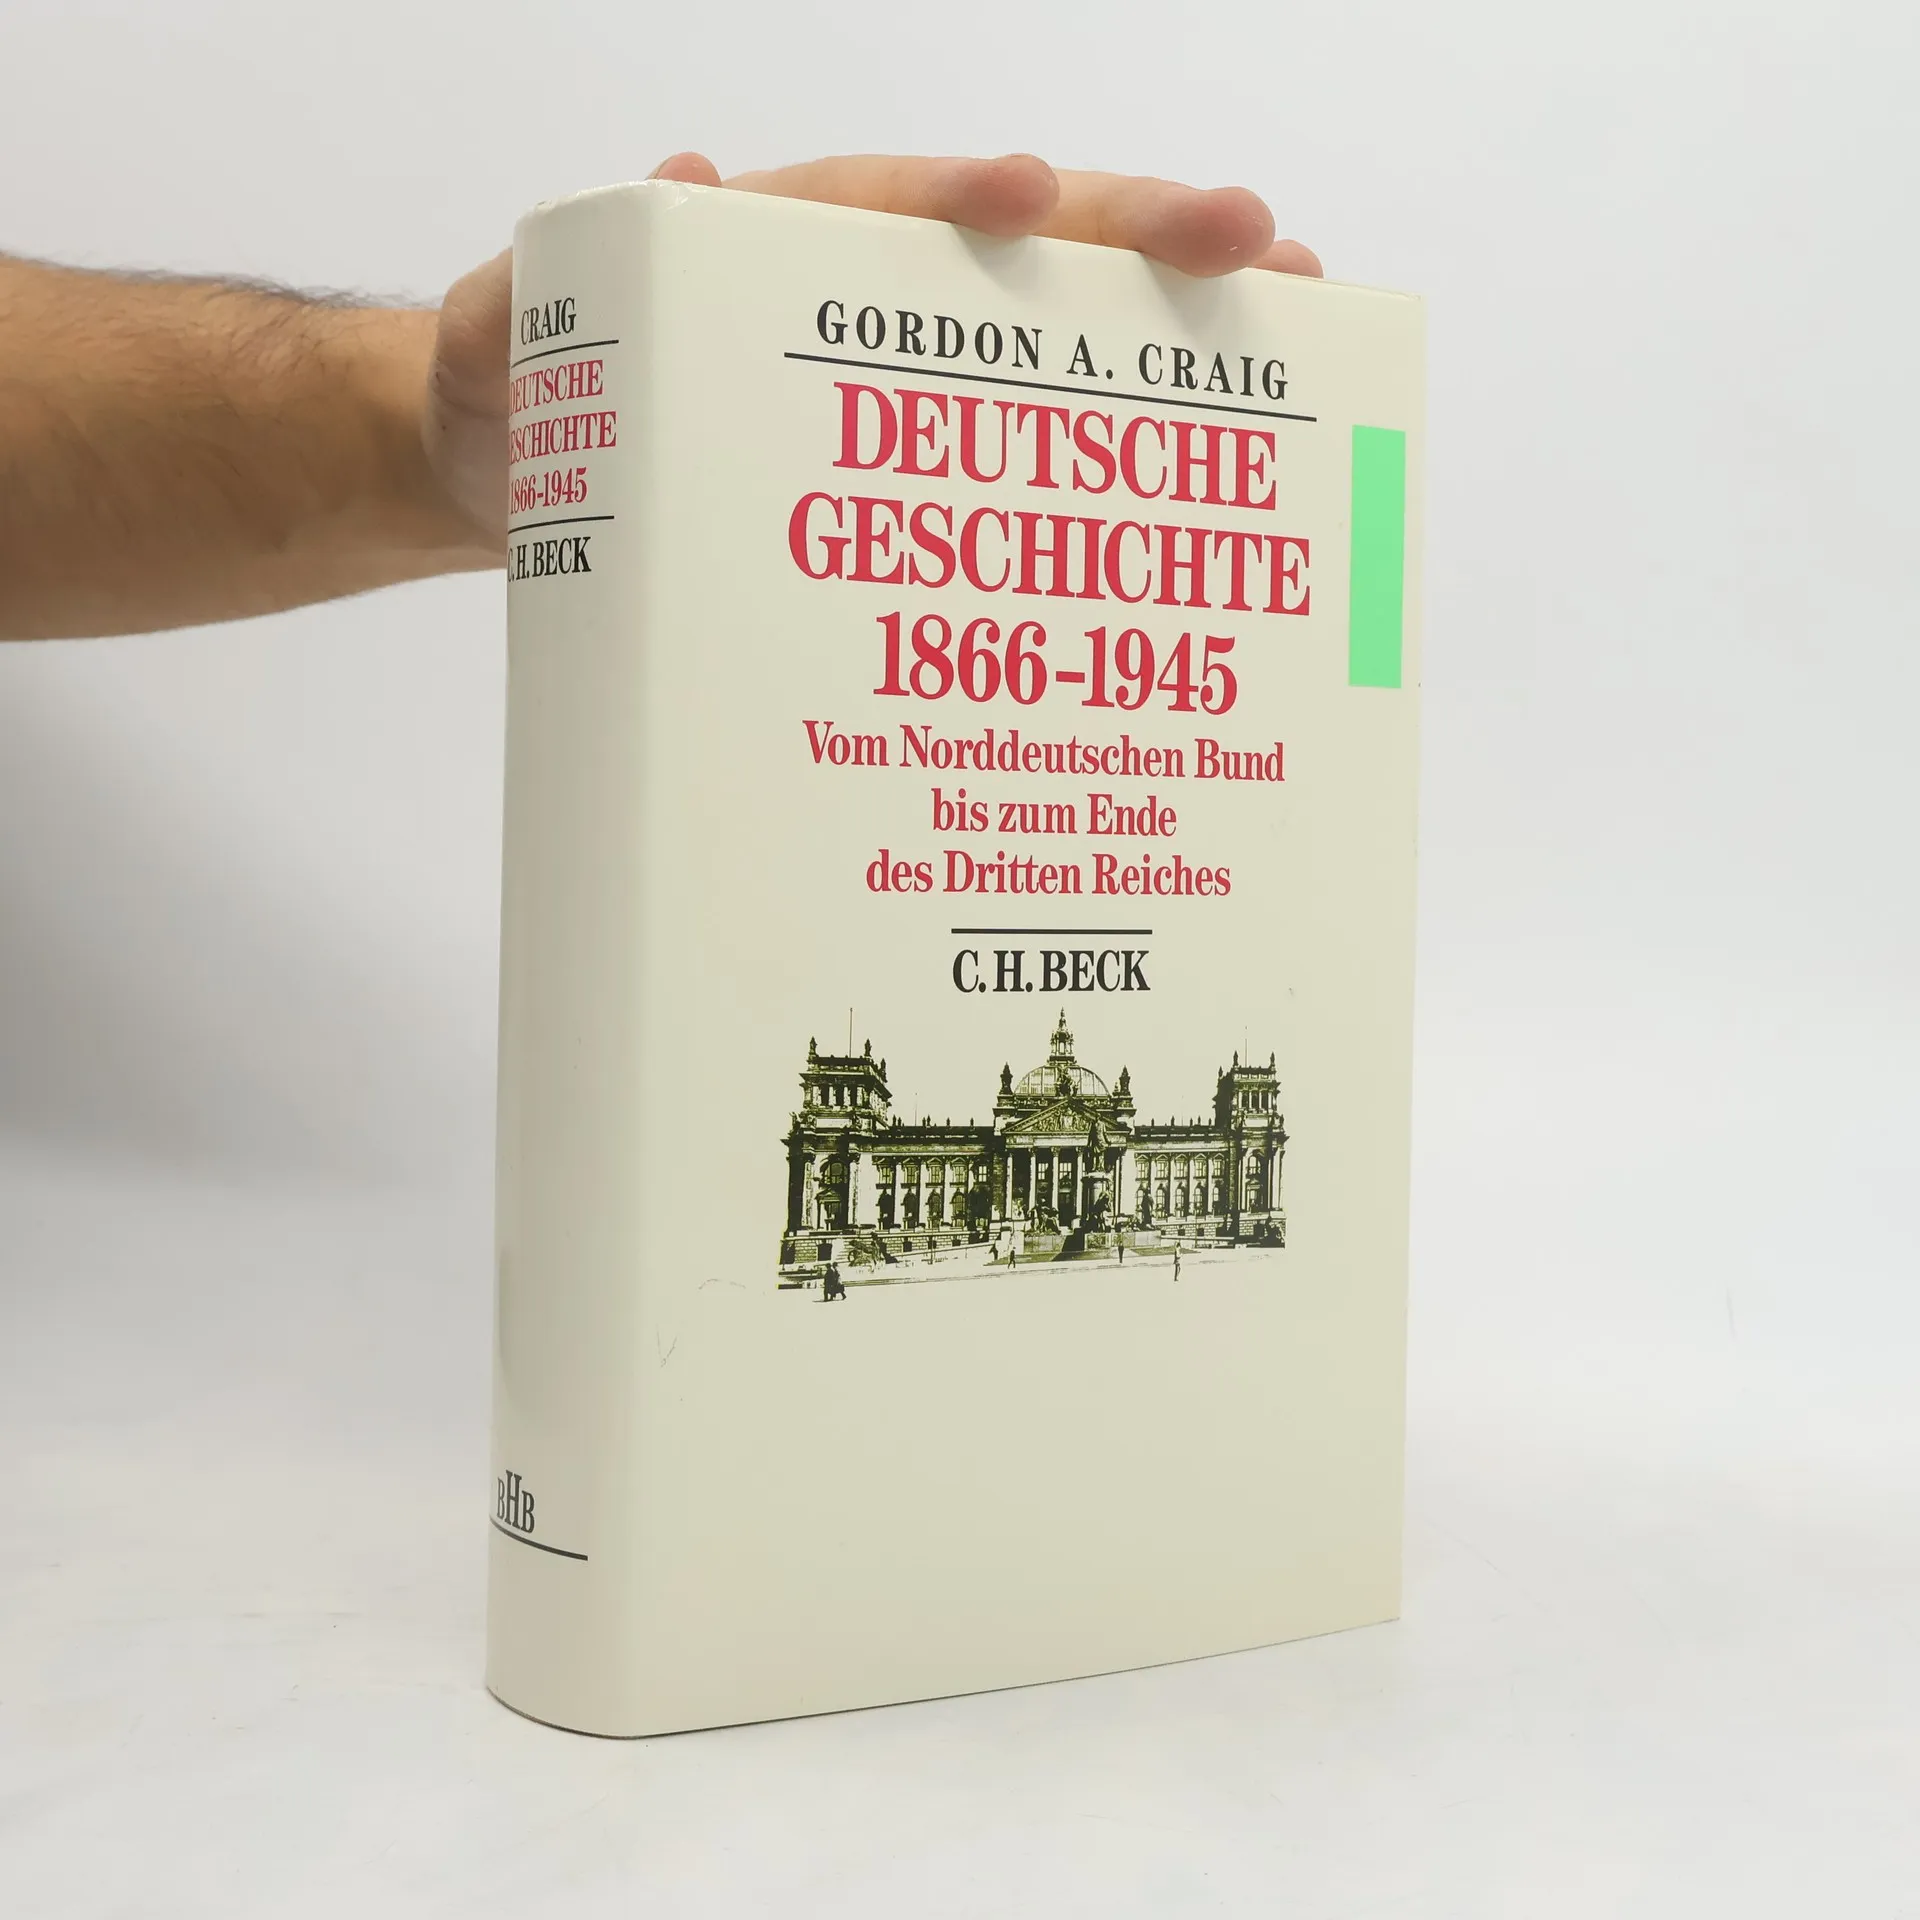 CRAIG
DEUTSCHE
GESCHICHTE
1866-1945
C.H.BECK
BHB
GORDON A. CRAIG
DEUTSCHE
GESCHICHTE
1866-1945
Vom Norddeutschen Bund
bis zum Ende
des Dritten Reiches
C.H.BECK